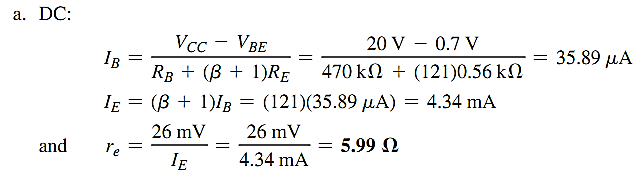 a. DC:
I_B = (V_CC − V_BE) / (R_B + (β + 1)R_E) = (20 V − 0.7 V) / (470 kΩ + (121)0.56 kΩ) = 35.89 μA
I_E = (β + 1)I_B = (121)(35.89 μA) = 4.34 mA
and r_e = 26 mV / I_E = 26 mV / 4.34 mA = 5.99 Ω